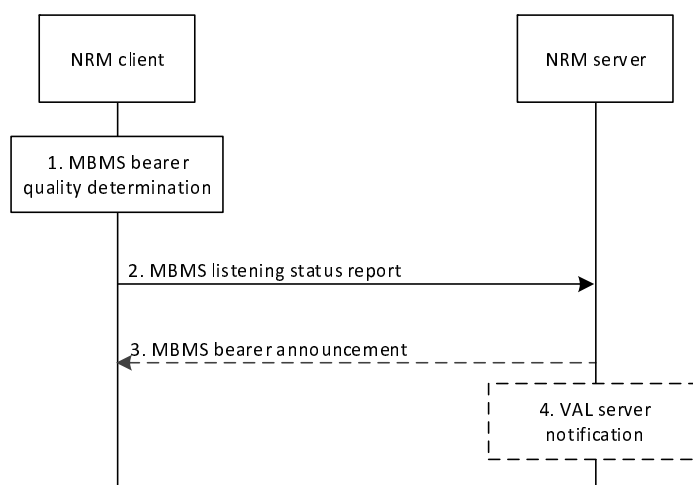 NRM client
NRM server
1. MBMS bearer
quality determination
2. MBMS listening status report
3. MBMS bearer announcement
4. VAL server
notification